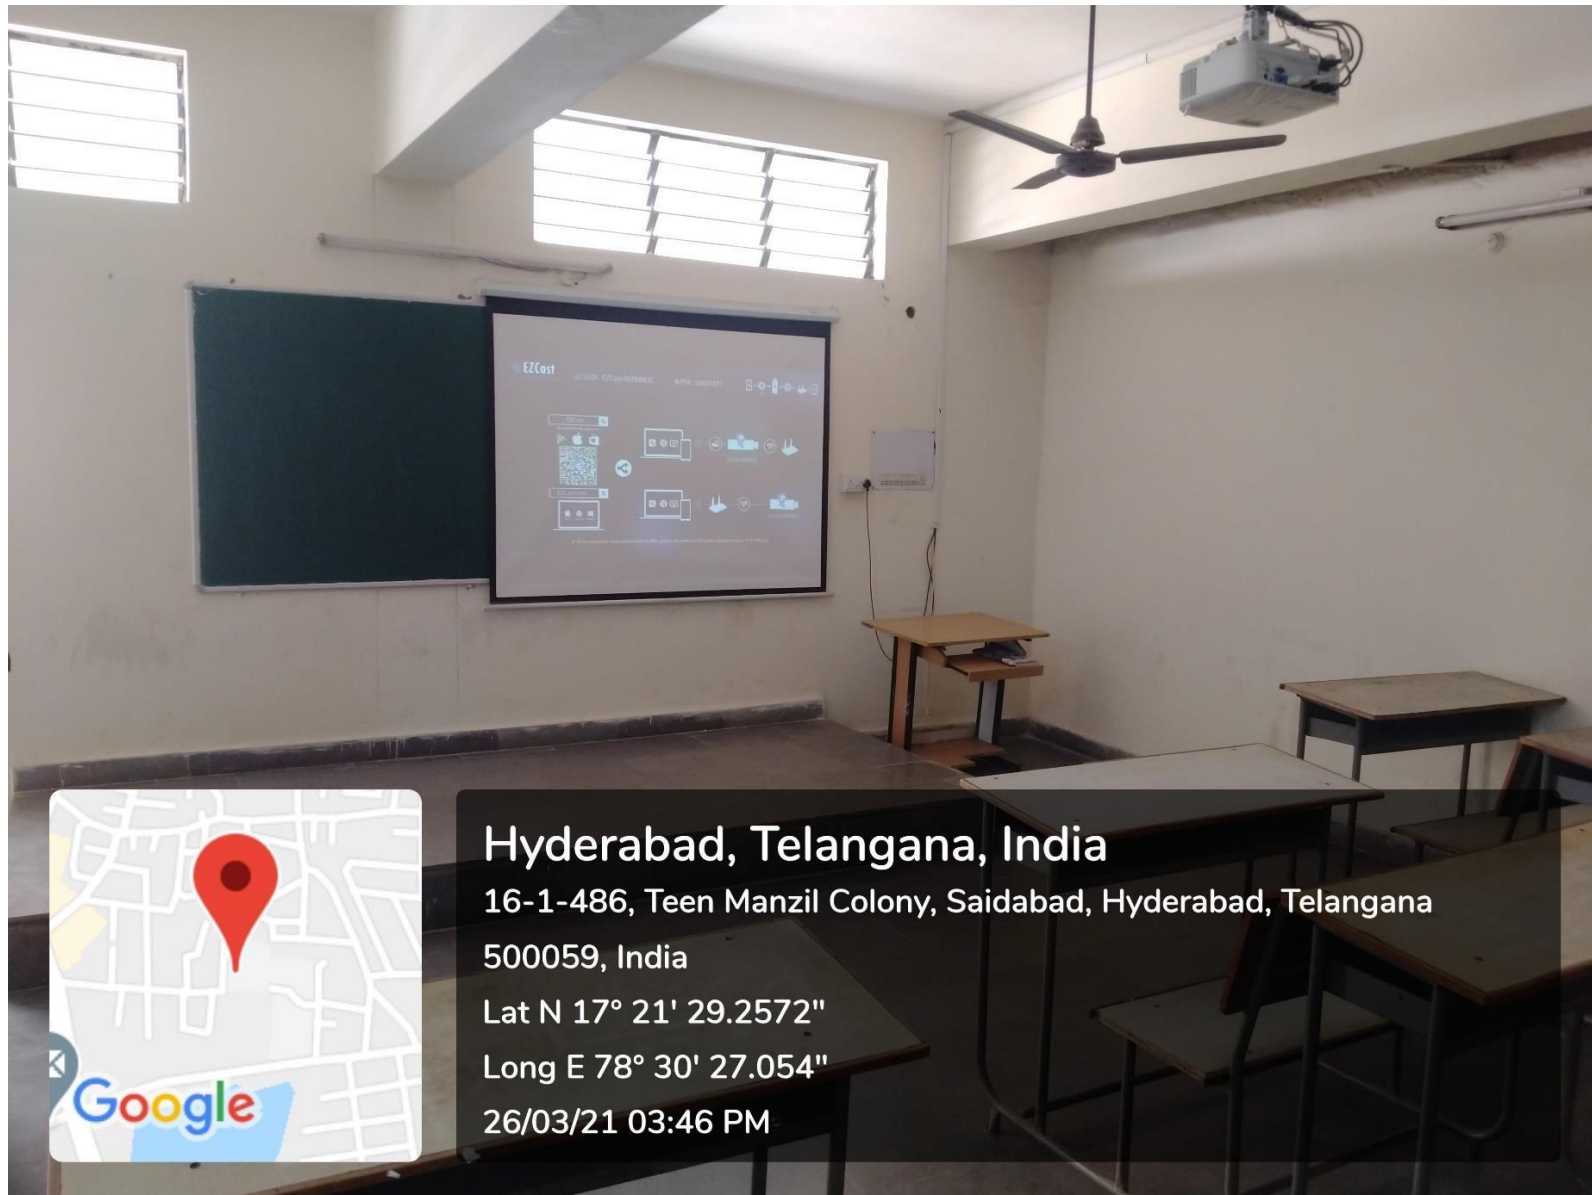 EZCast
Hyderabad, Telangana, India
16-1-486, Teen Manzil Colony, Saidabad, Hyderabad, Telangana
500059, India
Lat N 17° 21' 29.2572"
Long E 78° 30' 27.054"
26/03/21 03:46 PM
Google